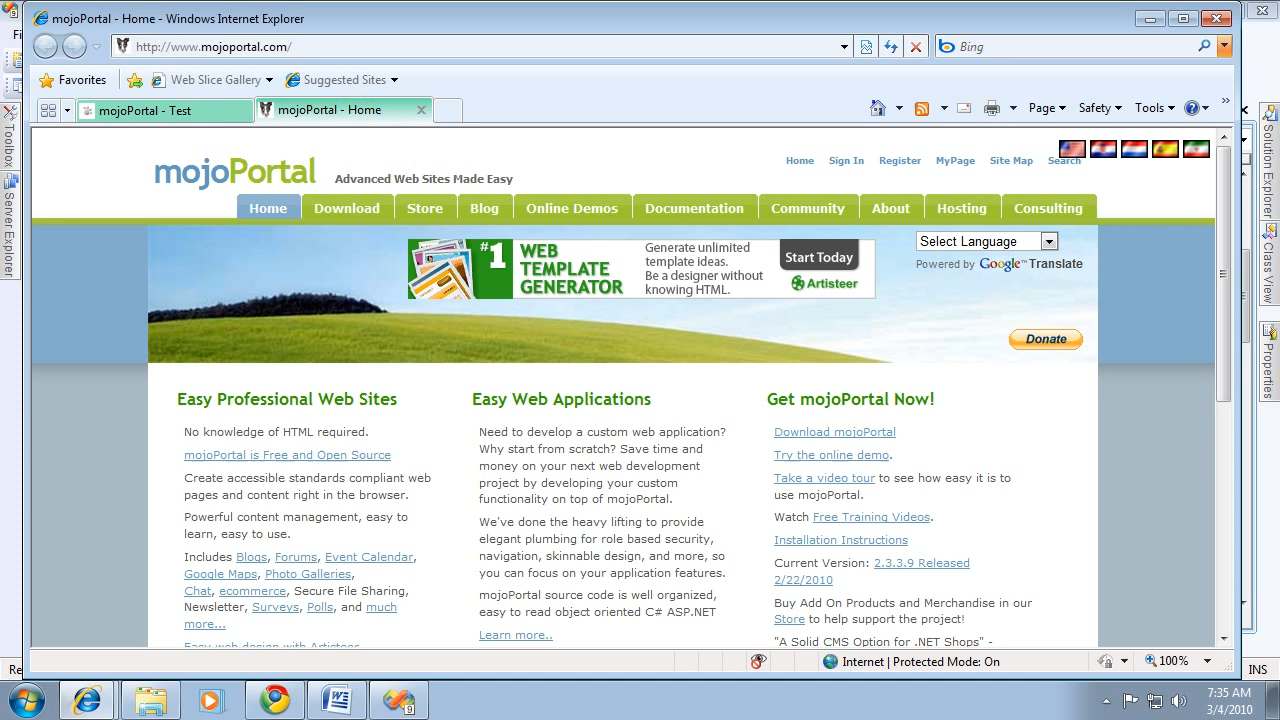 mojoPortal - Home - Windows Internet Explorer
http://www.mojoportal.com/
Bing
Favorites
Web Slice Gallery
Suggested Sites
mojoPortal - Test
mojoPortal - Home
Page
Safety
Tools
Toolbox
Server Explorer
Solution Explorer
Class View
Properties
mojoPortal
Advanced Web Sites Made Easy
Home Sign In Register MyPage Site Map Search
Home Download Store Blog Online Demos Documentation Community About Hosting Consulting
#1 WEB
TEMPLATE
GENERATOR
Generate unlimited
template ideas.
Be a designer without
knowing HTML.
Start Today
Artisteer
Select Language
Powered by Google™ Translate
Donate
Easy Professional Web Sites
No knowledge of HTML required.
mojoPortal is Free and Open Source
Create accessible standards compliant web
pages and content right in the browser.
Powerful content management, easy to
learn, easy to use.
Includes Blogs, Forums, Event Calendar,
Google Maps, Photo Galleries,
Chat, ecommerce, Secure File Sharing,
Newsletter, Surveys, Polls, and much
more...
Easy web design with Artisteer
Easy Web Applications
Need to develop a custom web application?
Why start from scratch? Save time and
money on your next web development
project by developing your custom
functionality on top of mojoPortal.
We've done the heavy lifting to provide
elegant plumbing for role based security,
navigation, skinnable design, and more, so
you can focus on your application features.
mojoPortal source code is well organized,
easy to read object oriented C# ASP.NET
Learn more..
Get mojoPortal Now!
Download mojoPortal
Try the online demo.
Take a video tour to see how easy it is to
use mojoPortal.
Watch Free Training Videos.
Installation Instructions
Current Version: 2.3.3.9 Released
2/22/2010
Buy Add On Products and Merchandise in our
Store to help support the project!
"A Solid CMS Option for .NET Shops" -
Internet | Protected Mode: On
100%
Re
INS
9
7:35 AM
3/4/2010